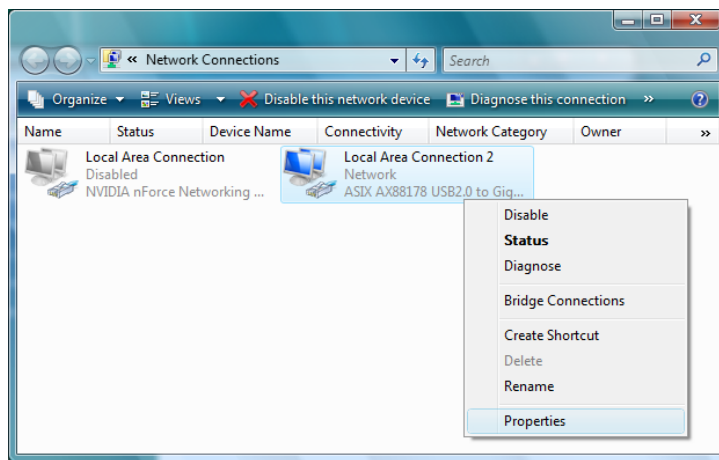 « Network Connections
Search
Organize Views Disable this network device Diagnose this connection » ?
Name Status Device Name Connectivity Network Category Owner »
Local Area Connection
Disabled
NVIDIA nForce Networking ...
Local Area Connection 2
Network
ASIX AX88178 USB2.0 to Gig...
Disable
Status
Diagnose
Bridge Connections
Create Shortcut
Delete
Rename
Properties